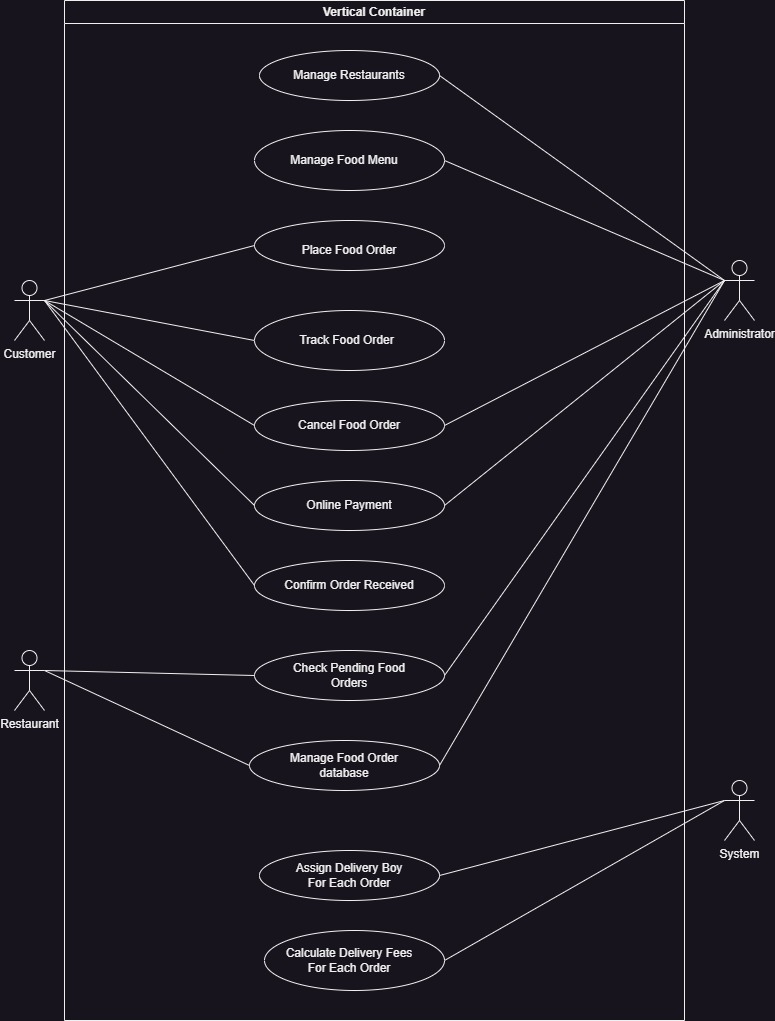 Vertical Container
Manage Restaurants
Manage Food Menu
Place Food Order
Track Food Order
Customer
Administrator
Cancel Food Order
Online Payment
Confirm Order Received
Check Pending Food
Orders
Restaurant
Manage Food Order
database
System
Assign Delivery Boy
For Each Order
Calculate Delivery Fees
For Each Order